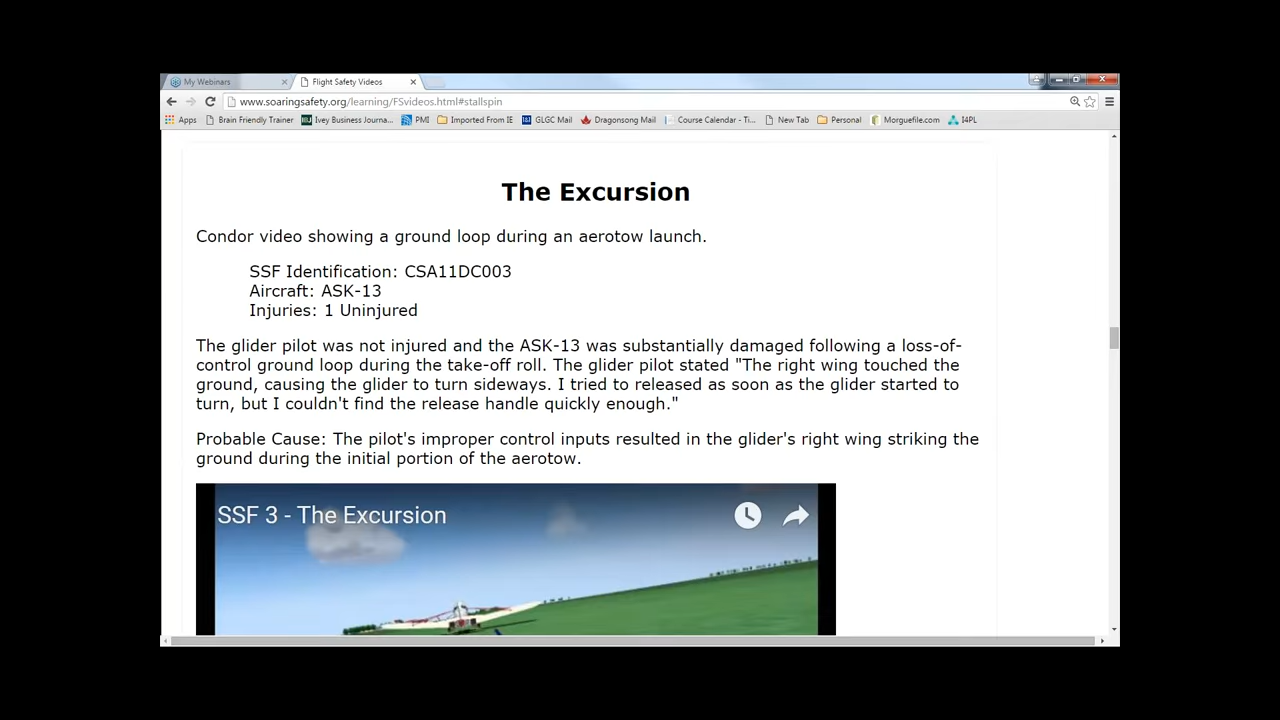 My Webinars
Flight Safety Videos
www.soaringsafety.org/learning/FSvideos.html#stallspin
Apps Brain Friendly Trainer Ivey Business Journa... PMI Imported From IE GLGC Mail Dragonsong Mail Course Calendar - Ti... New Tab Personal Morguefile.com I4PL
The Excursion
Condor video showing a ground loop during an aerotow launch.
SSF Identification: CSA11DC003
Aircraft: ASK-13
Injuries: 1 Uninjured
The glider pilot was not injured and the ASK-13 was substantially damaged following a loss-of-
control ground loop during the take-off roll. The glider pilot stated "The right wing touched the
ground, causing the glider to turn sideways. I tried to released as soon as the glider started to
turn, but I couldn't find the release handle quickly enough."
Probable Cause: The pilot's improper control inputs resulted in the glider's right wing striking the
ground during the initial portion of the aerotow.
SSF 3 - The Excursion